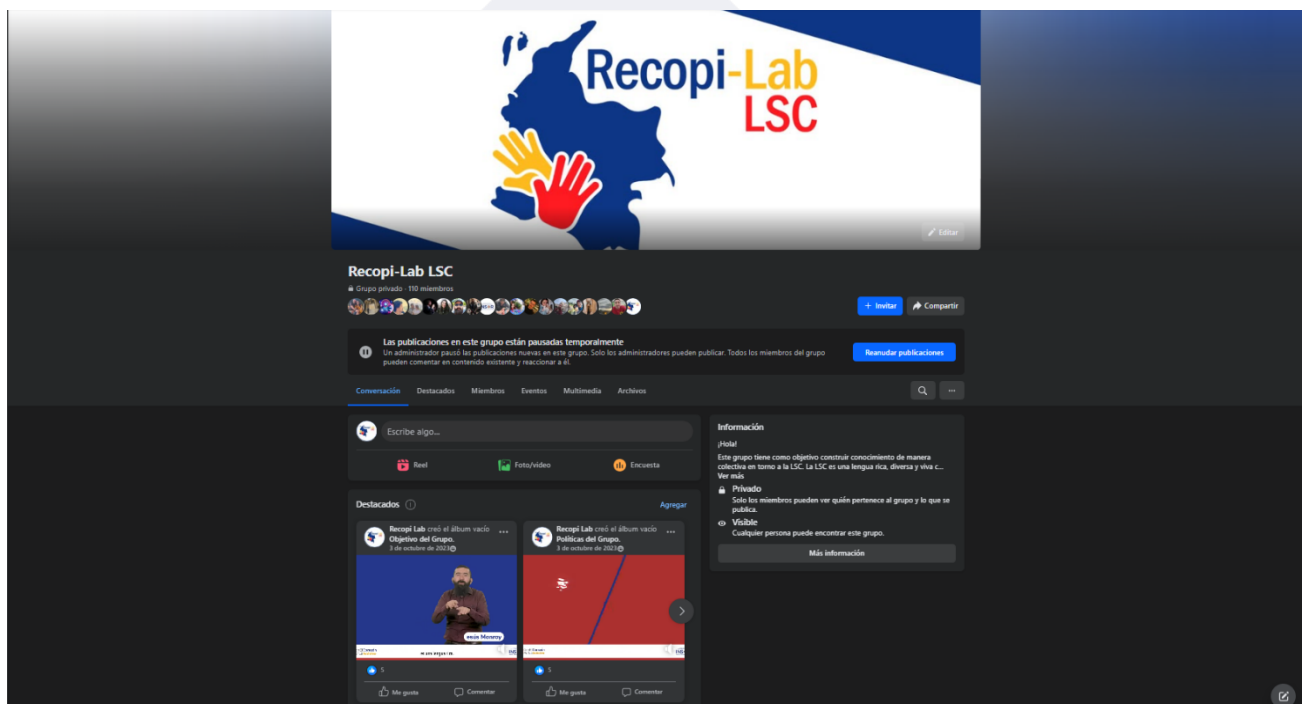 Recopi-Lab
LSC
Editar
Recopi-Lab LSC
Grupo privado · 110 miembros
+ Invitar
Compartir
Las publicaciones en este grupo están pausadas temporalmente
Un administrador pausó las publicaciones nuevas en este grupo. Solo los administradores pueden publicar. Todos los miembros del grupo
pueden comentar en contenido existente y reaccionar a él.
Reanudar publicaciones
Conversación Destacados Miembros Eventos Multimedia Archivos
Escribe algo...
Reel Foto/video Encuesta
Destacados
Agregar
Recopi Lab creó el álbum vacío
Objetivo del Grupo.
3 de octubre de 2023
Monroy
5
Me gusta Comentar
Recopi Lab creó el álbum vacío
Políticas del Grupo.
3 de octubre de 2023
5
Me gusta Comentar
Información
¡Hola!
Este grupo tiene como objetivo construir conocimiento de manera
colectiva en torno a la LSC. La LSC es una lengua rica, diversa y viva c...
Ver más
Privado
Solo los miembros pueden ver quién pertenece al grupo y lo que se
publica.
Visible
Cualquier persona puede encontrar este grupo.
Más información